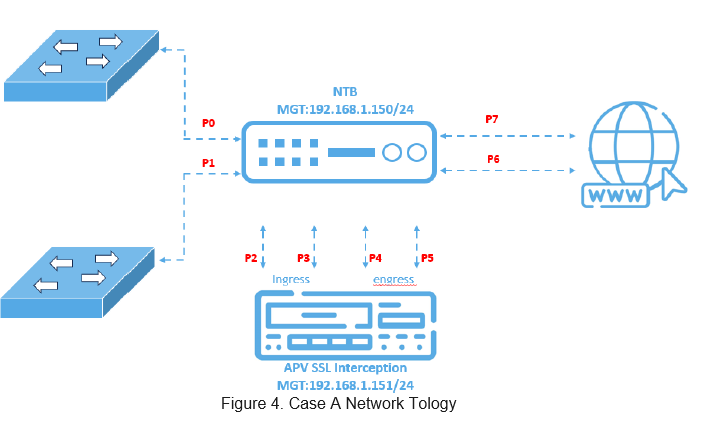 NTB
MGT:192.168.1.150/24
P0
P7
P1
P6
P2
P3
P4
P5
Ingress
engress
WWW
APV SSL Interception
MGT:192.168.1.151/24
Figure 4. Case A Network Tology